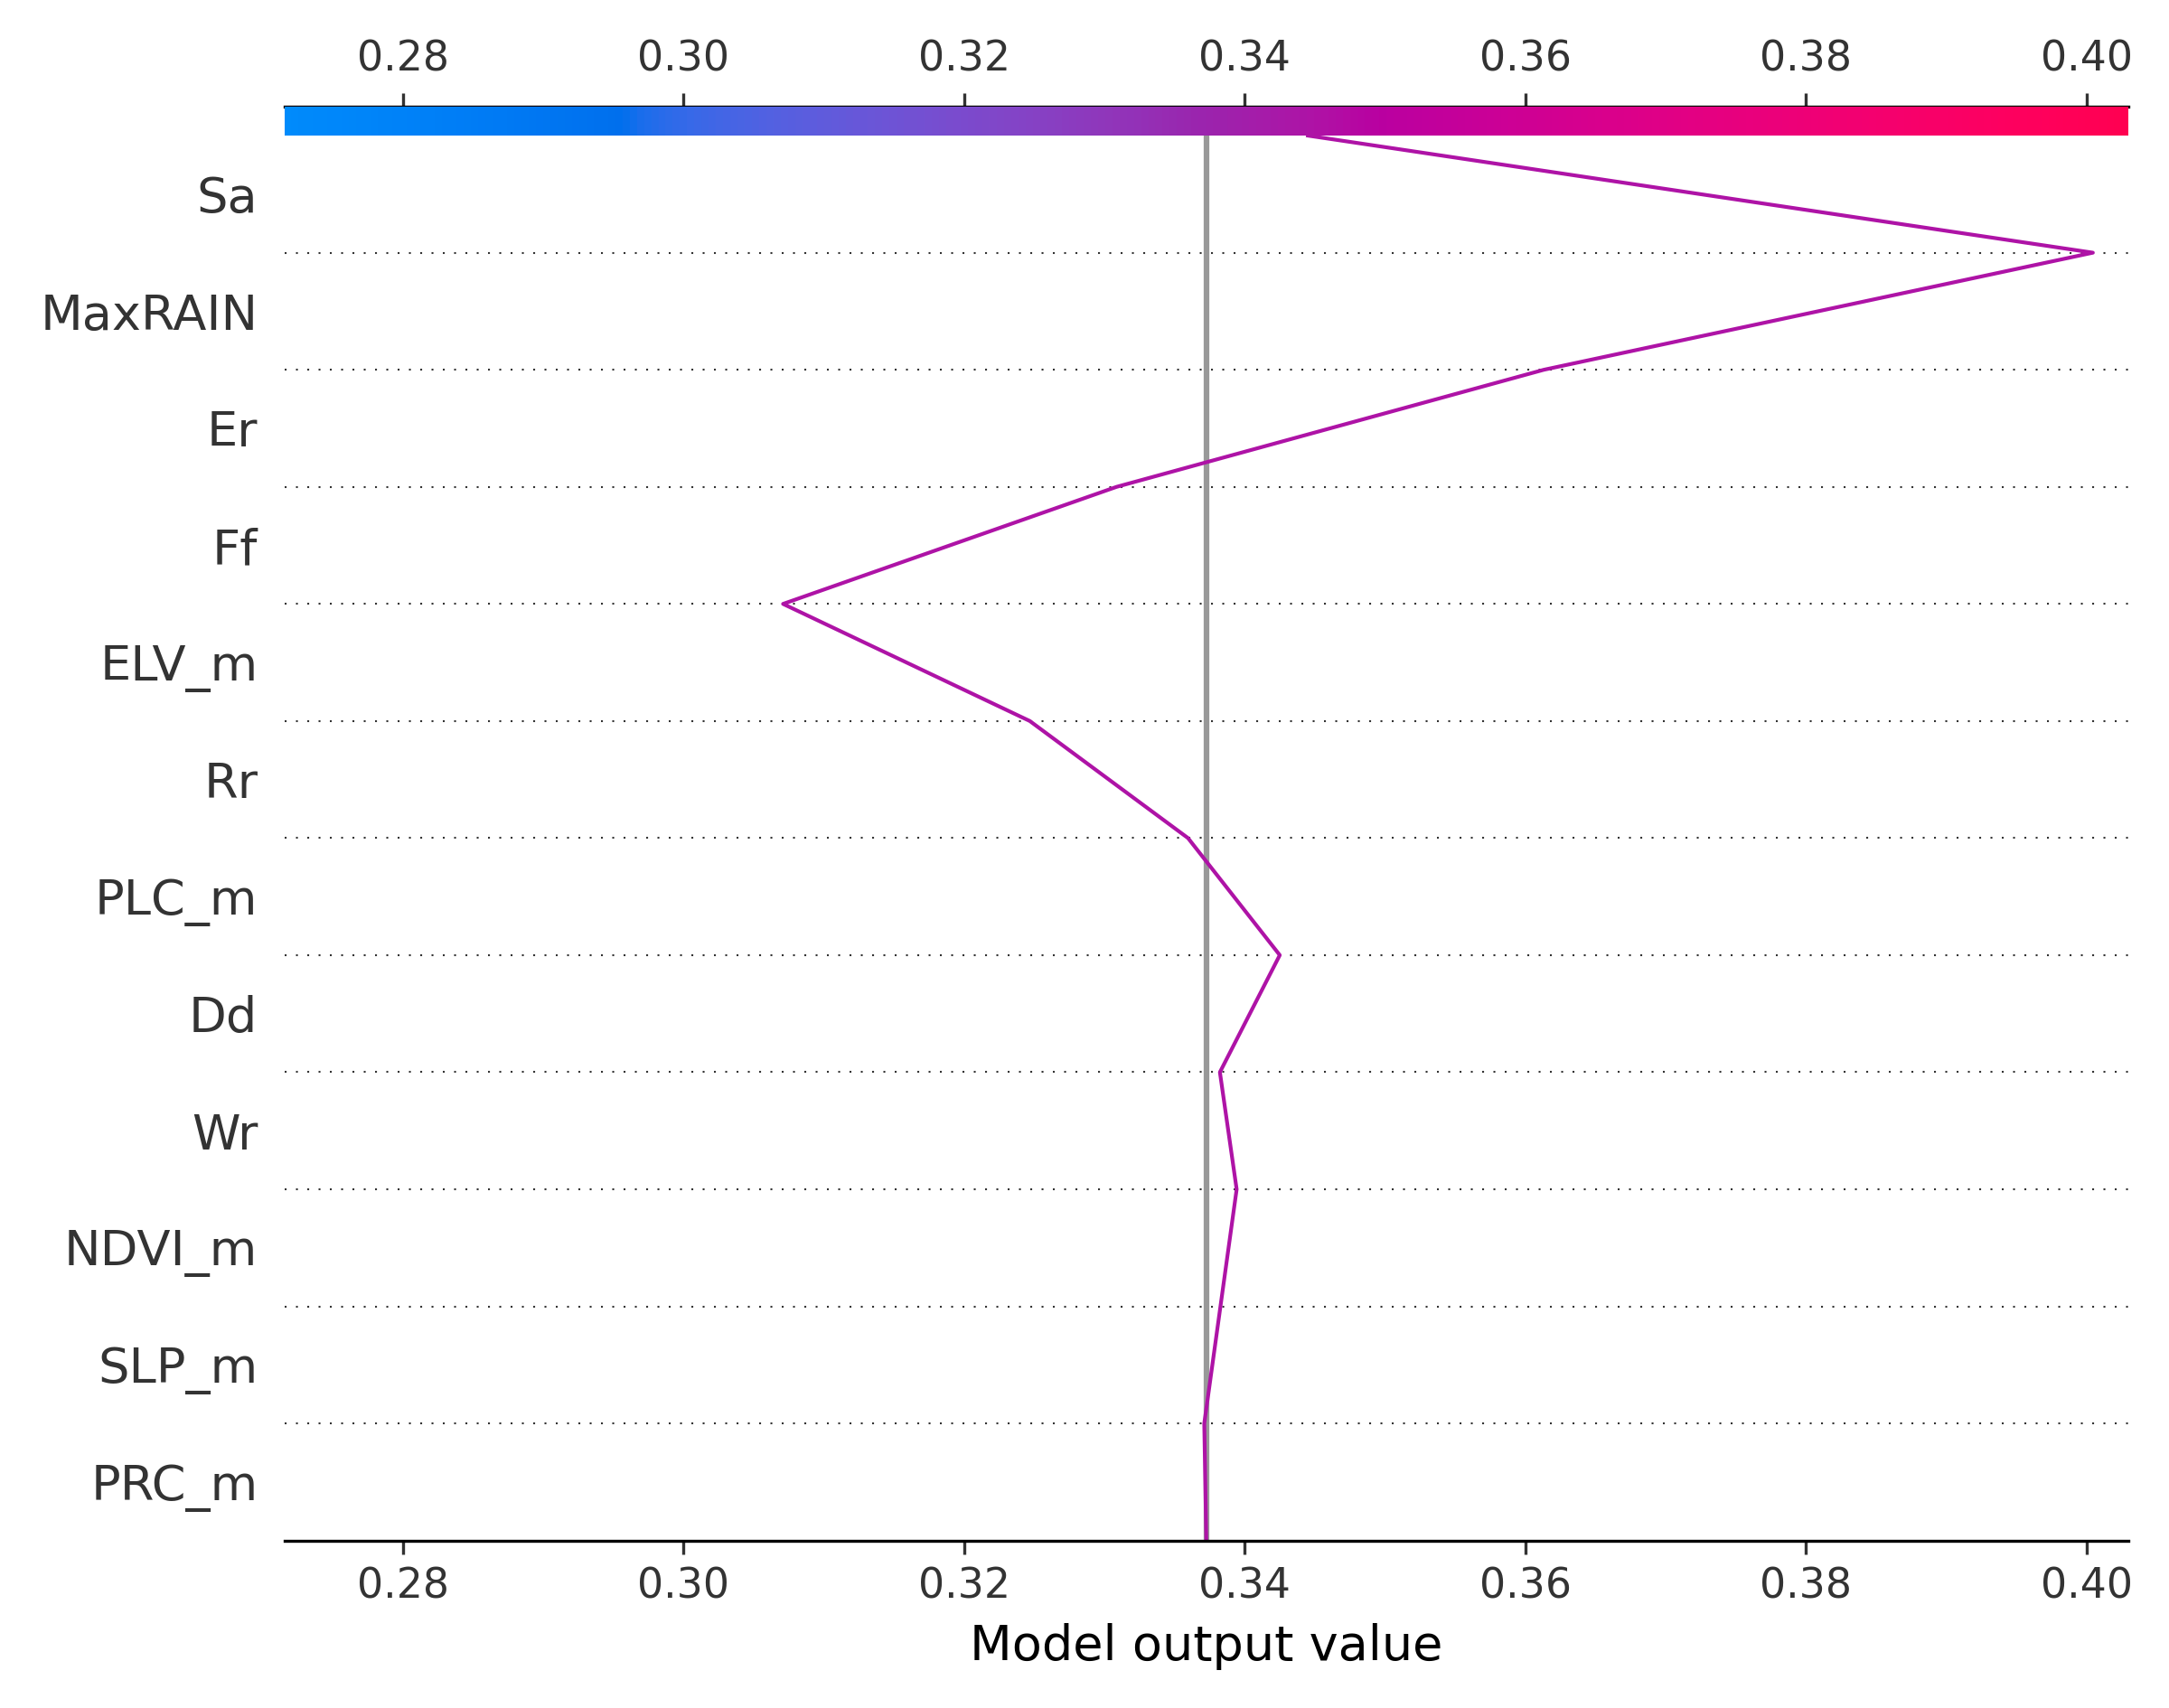 0.28 0.30 0.32 0.34 0.36 0.38 0.40
Sa
MaxRAIN
Er
Ff
ELV_m
Rr
PLC_m
Dd
Wr
NDVI_m
SLP_m
PRC_m
0.28 0.30 0.32 0.34 0.36 0.38 0.40
Model output value